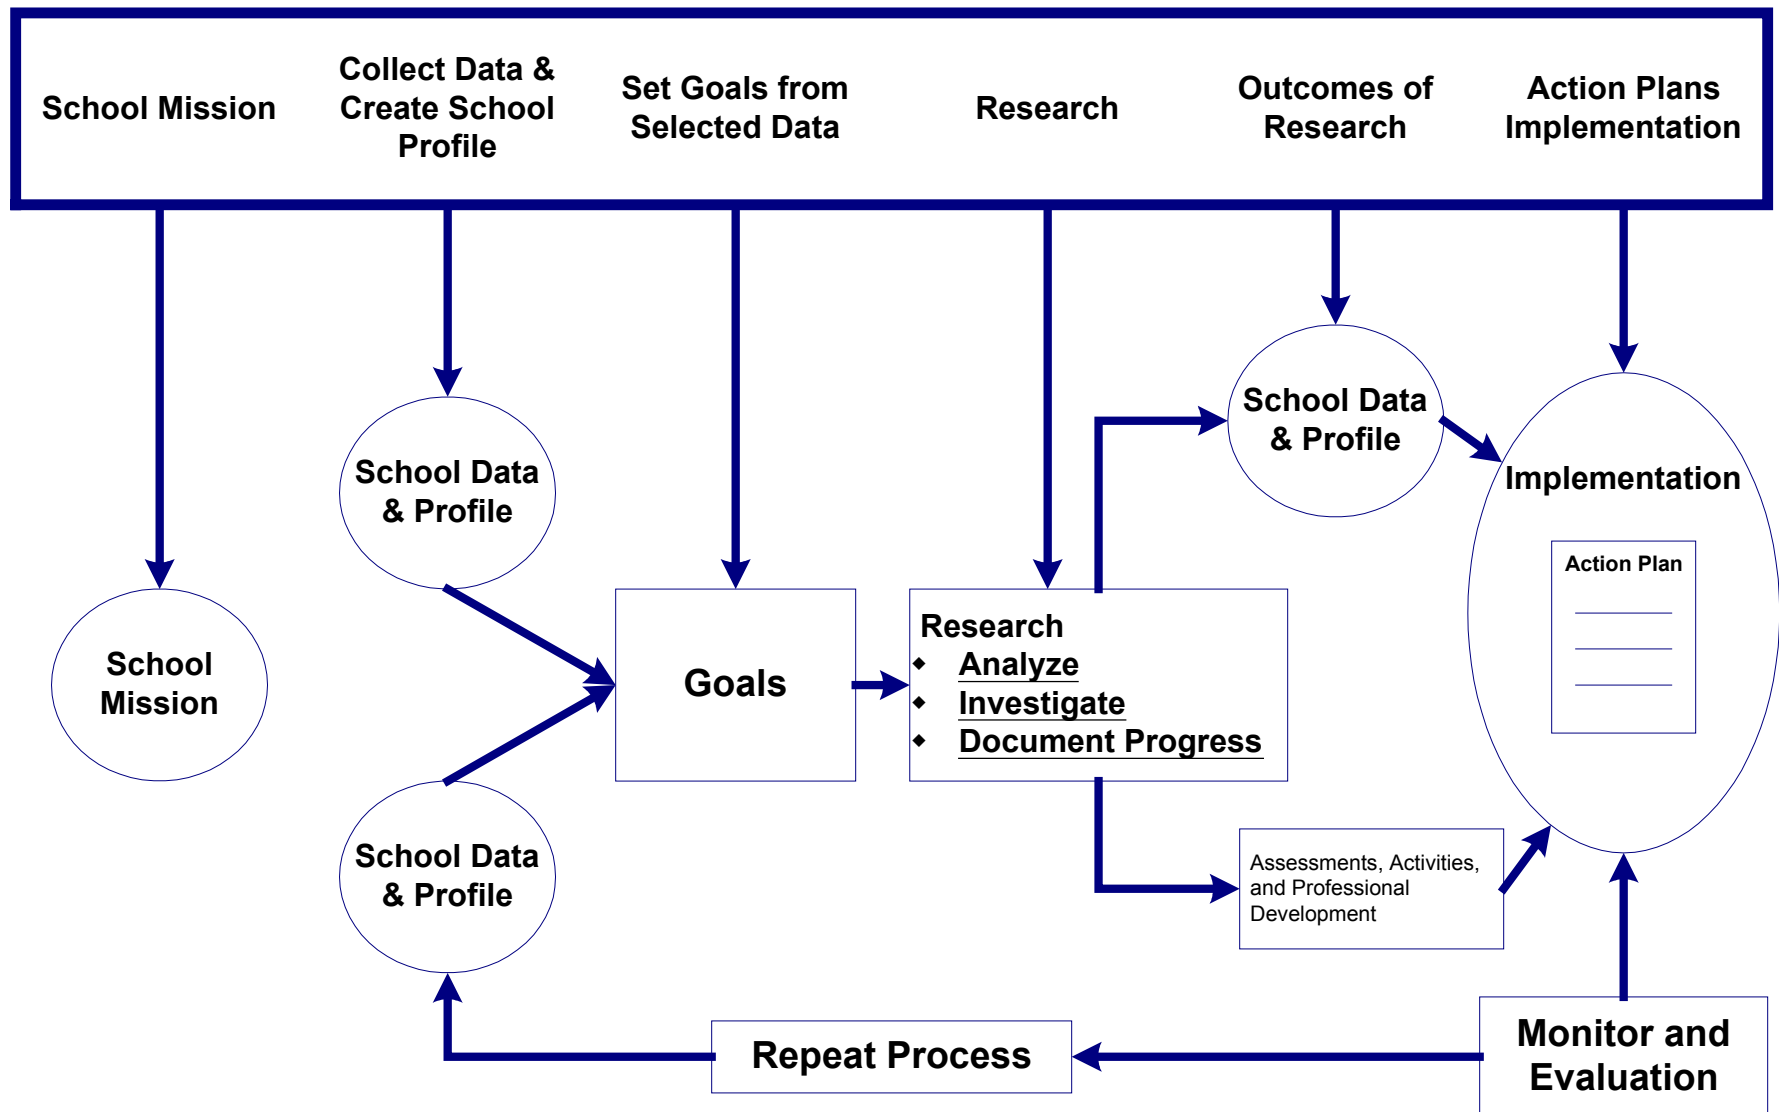 School Mission
Collect Data &
Create School
Profile
Set Goals from
Selected Data
Research
Outcomes of
Research
Action Plans
Implementation
School Data
& Profile
School Data
& Profile
Implementation
Action Plan
School
Mission
Goals
Research
◆ Analyze
◆ Investigate
◆ Document Progress
School Data
& Profile
Assessments, Activities,
and Professional
Development
Repeat Process
Monitor and
Evaluation